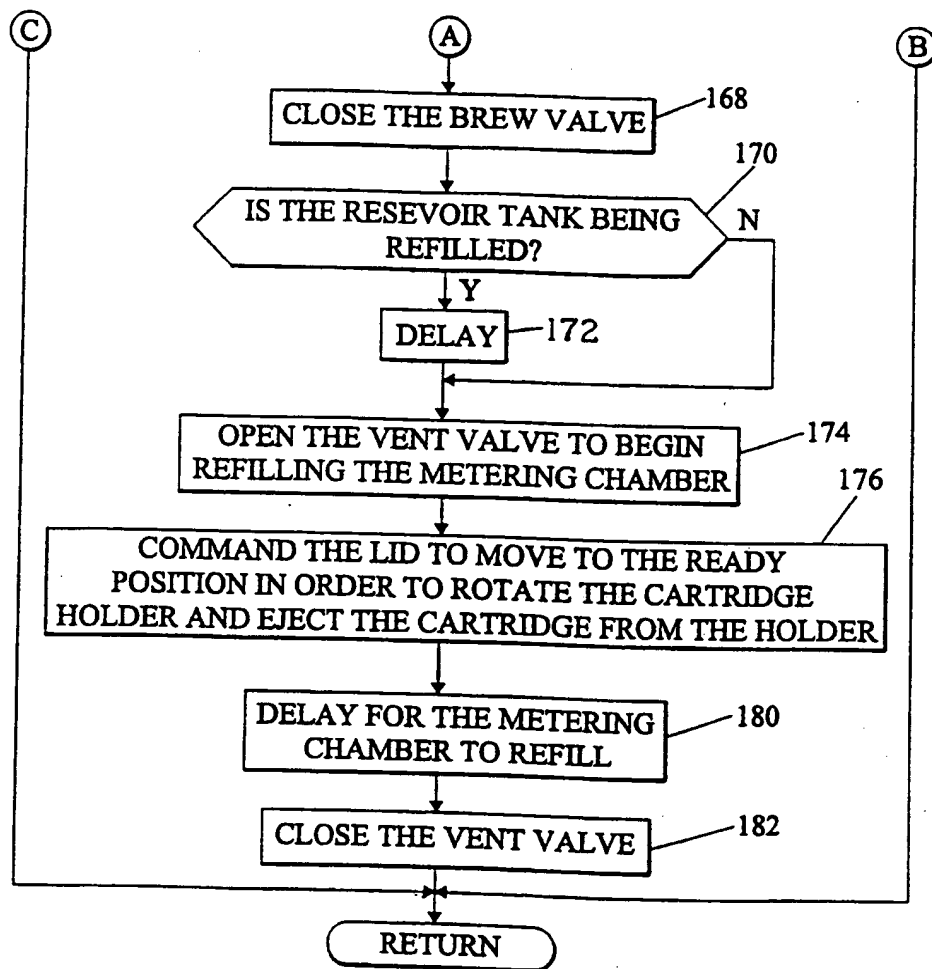 C
A
B
CLOSE THE BREW VALVE
168
170
IS THE RESEVOIR TANK BEING
REFILLED?
N
Y
DELAY
172
OPEN THE VENT VALVE TO BEGIN
REFILLING THE METERING CHAMBER
174
176
COMMAND THE LID TO MOVE TO THE READY
POSITION IN ORDER TO ROTATE THE CARTRIDGE
HOLDER AND EJECT THE CARTRIDGE FROM THE HOLDER
DELAY FOR THE METERING
CHAMBER TO REFILL
180
CLOSE THE VENT VALVE
182
RETURN